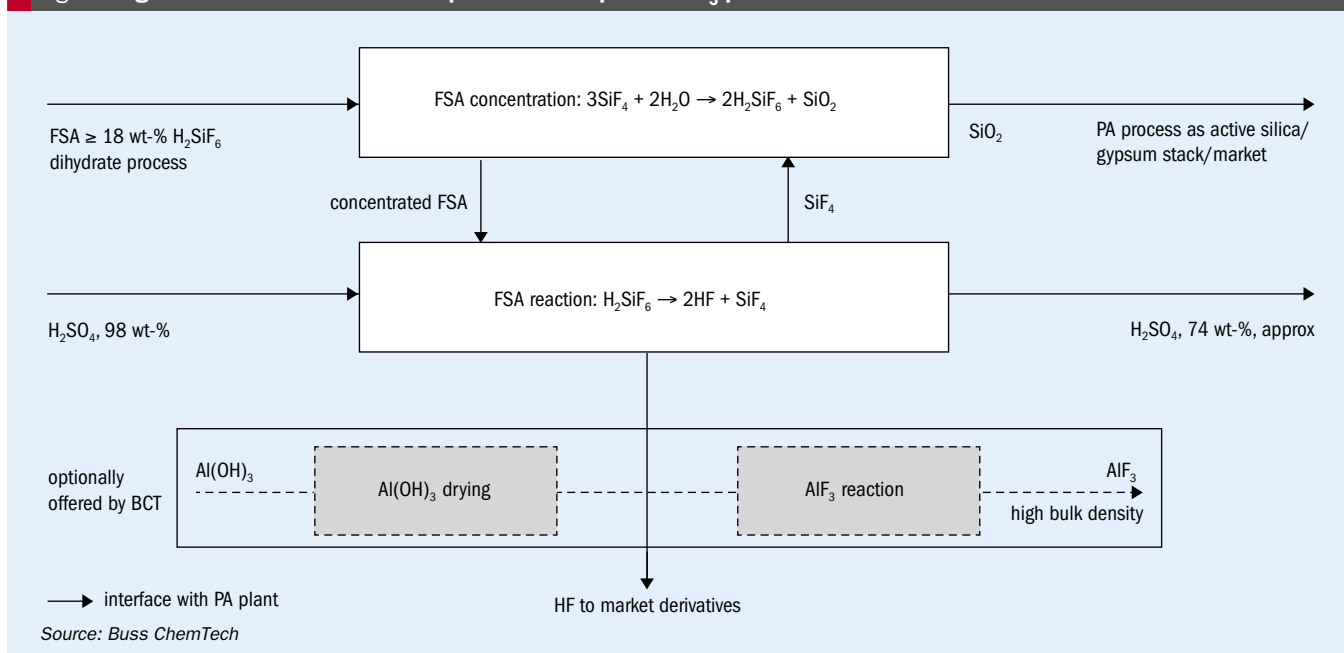 FSA concentration: 3SiF₄ + 2H₂O → 2H₂SiF₆ + SiO₂
FSA ≥ 18 wt-% H₂SiF₆
dihydrate process
SiO₂
PA process as active silica/
gypsum stack/market
concentrated FSA
SiF₄
FSA reaction: H₂SiF₆ → 2HF + SiF₄
H₂SO₄, 98 wt-%
H₂SO₄, 74 wt-%, approx
optionally
offered by BCT
Al(OH)₃
Al(OH)₃ drying
AlF₃ reaction
AlF₃
high bulk density
interface with PA plant
HF to market derivatives
Source: Buss ChemTech